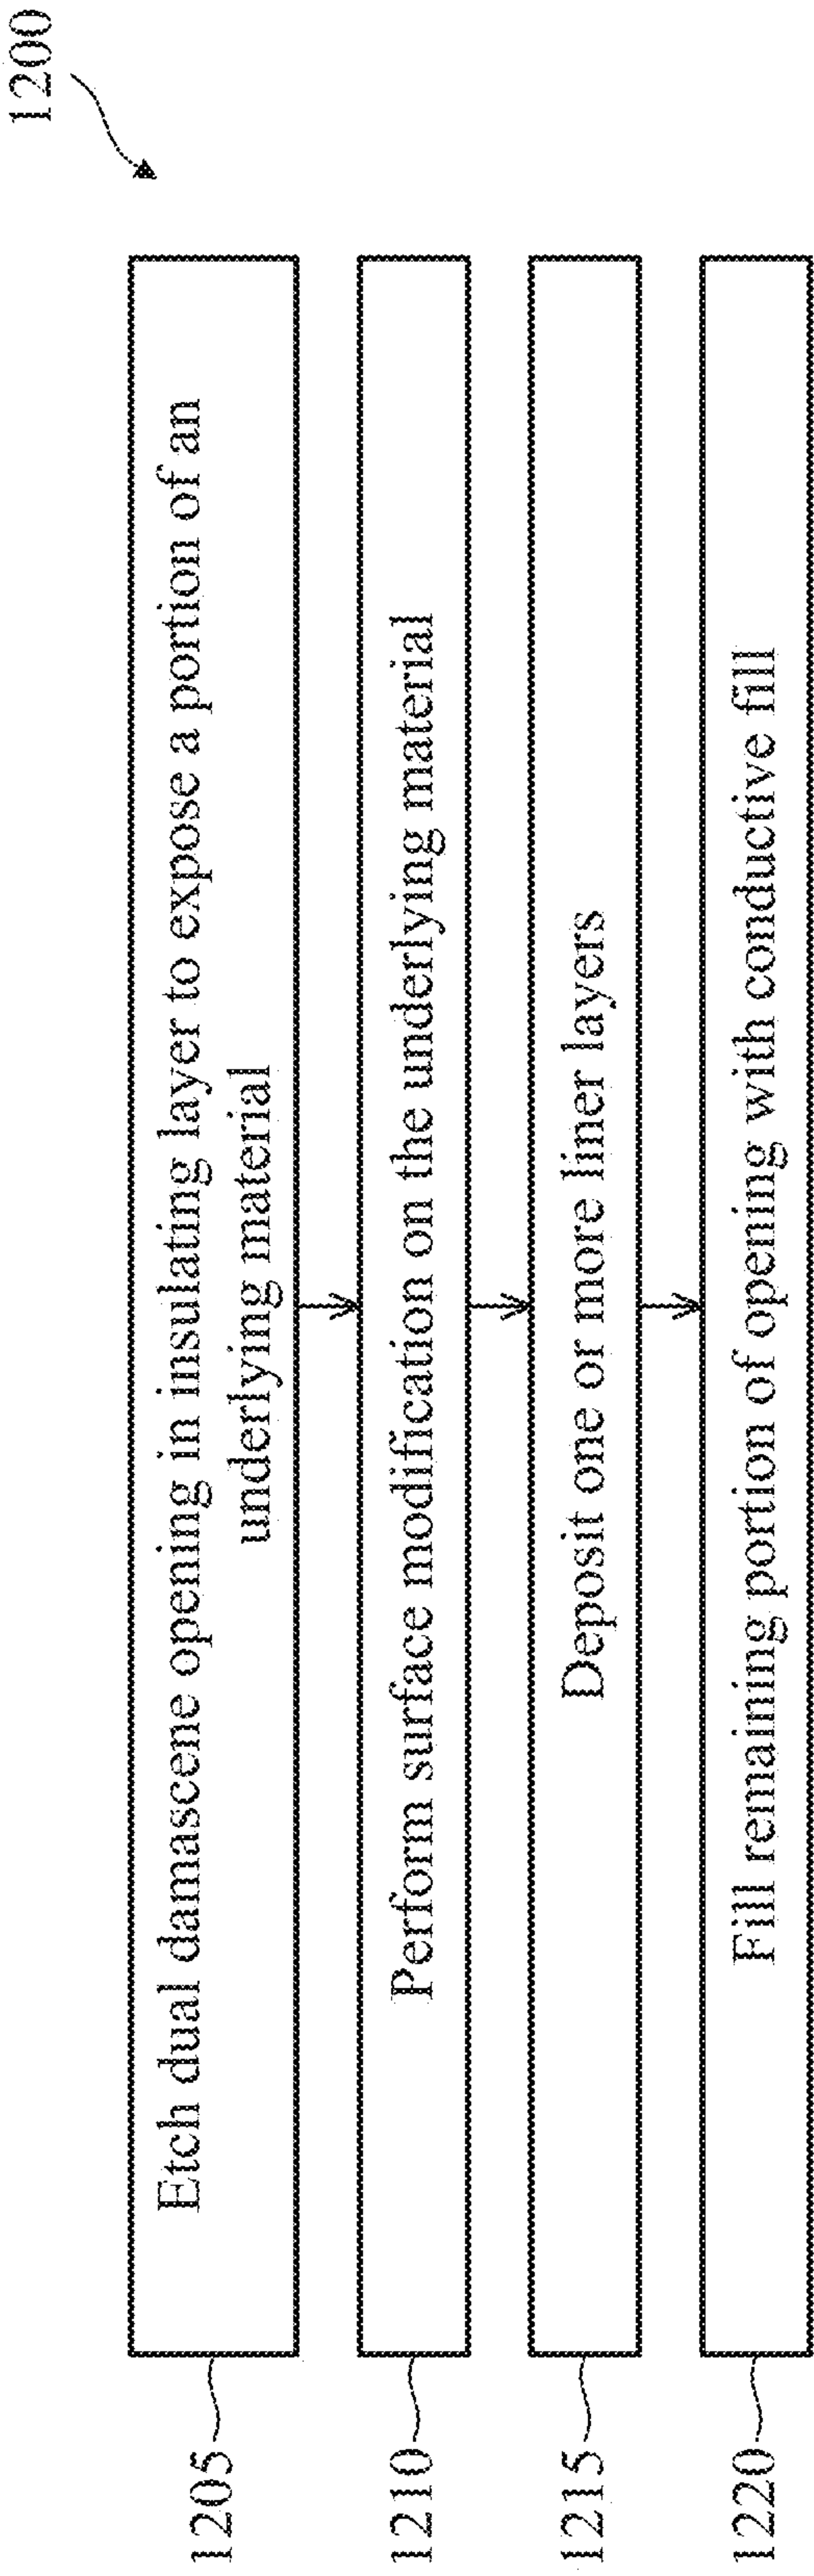 1200
1205
Etch dual damascene opening in insulating layer to expose a portion of an
underlying material
1210
Perform surface modification on the underlying material
1215
Deposit one or more liner layers
1220
Fill remaining portion of opening with conductive fill